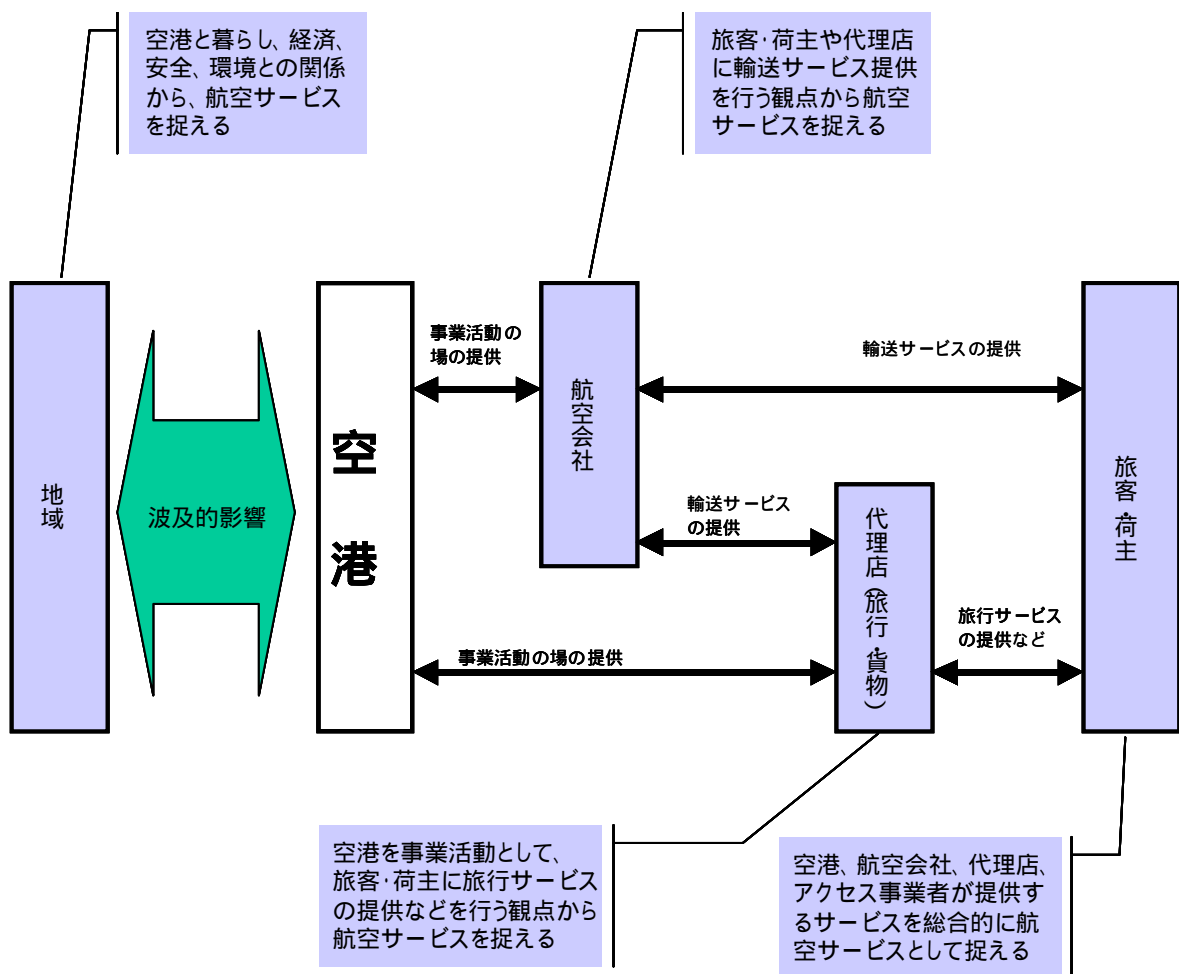 空港と暮らし、経済、
安全、環境との関係
から、航空サービス
を捉える
旅客・荷主や代理店
に輸送サービス提供
を行う観点から航空
サービスを捉える
地域
波及的影響
空港
事業活動の
場の提供
航空会社
輸送サービスの提供
輸送サービス
の提供
事業活動の場の提供
代理店(旅行・貨物)
旅行サービス
の提供など
旅客・荷主
空港を事業活動として、
旅客・荷主に旅行サービス
の提供などを行う観点から
航空サービスを捉える
空港、航空会社、代理店、
アクセス事業者が提供す
るサービスを総合的に航
空サービスとして捉える